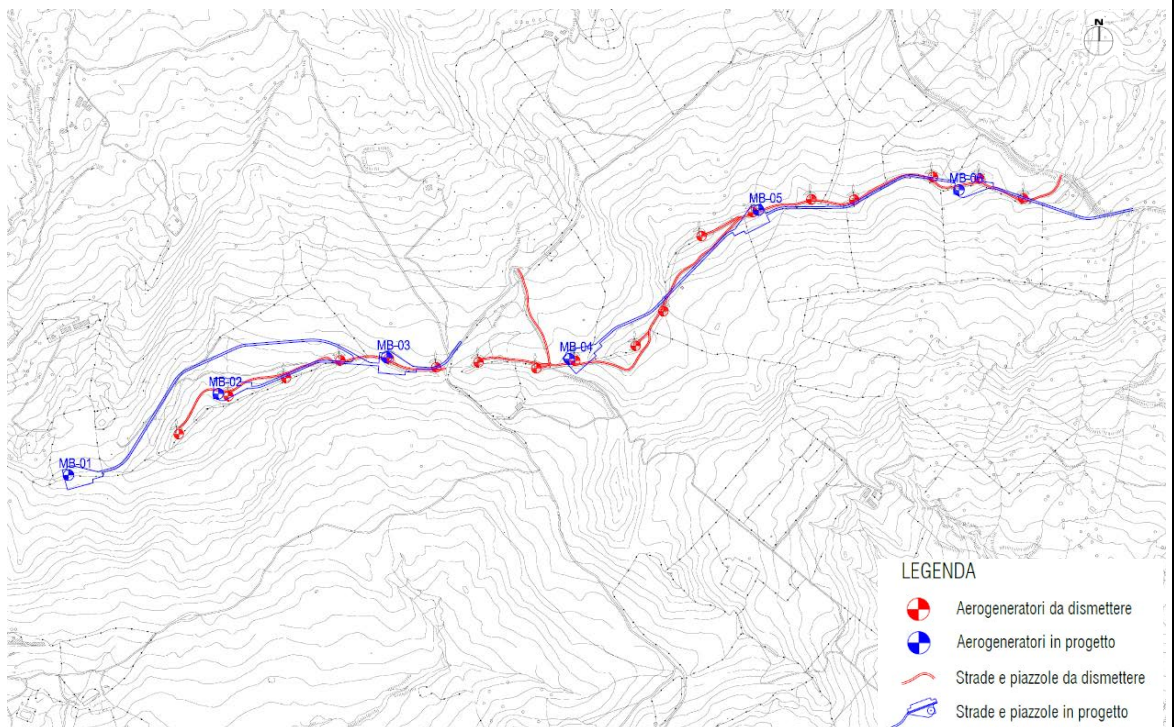 N
MB-06
MB-05
MB-03
MB-04
MB-02
MB-01
LEGENDA
Aerogeneratori da dismettere
Aerogeneratori in progetto
Strade e piazzole da dismettere
Strade e piazzole in progetto